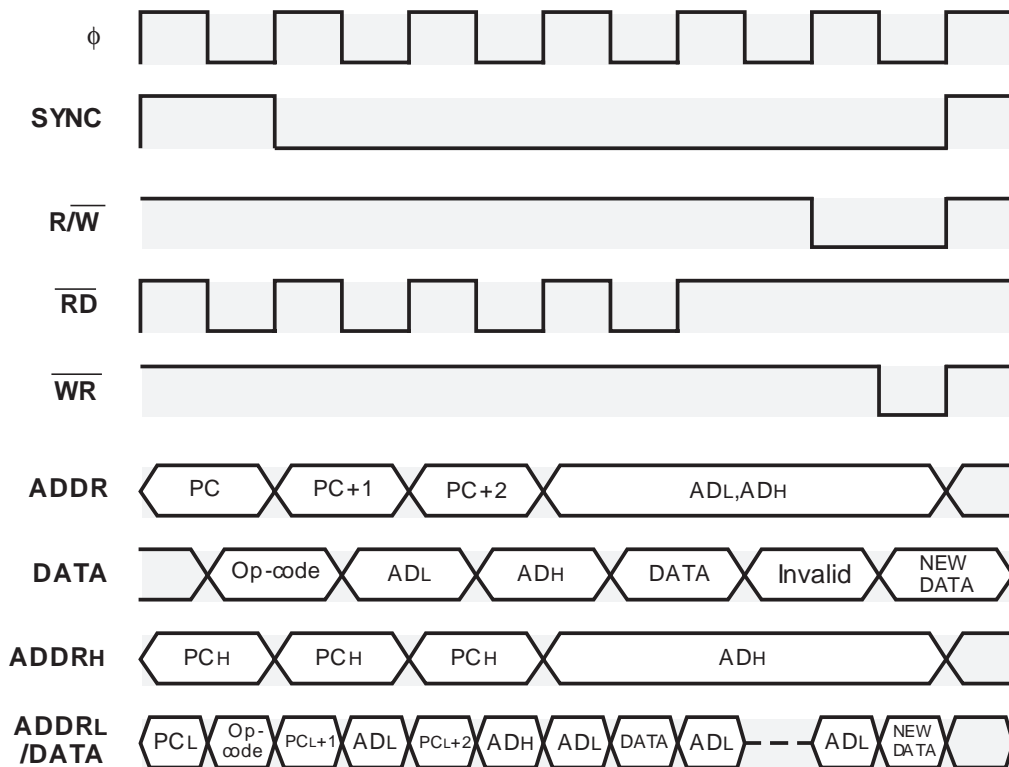 ϕ
SYNC
R/W
RD
WR
ADDR PC PC+1 PC+2 ADL,ADH
DATA Op-code ADL ADH DATA Invalid NEW
DATA
ADDRH PCH PCH PCH ADH
ADDRL
/DATA PCL Op-
code PCL+1 ADL PCL+2 ADH ADL DATA ADL ADL NEW
DATA